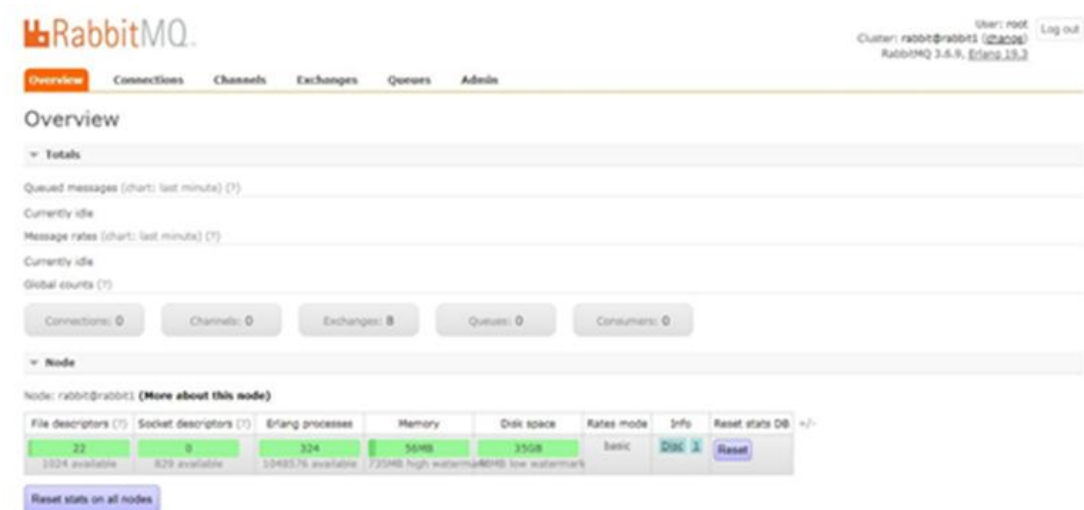 RabbitMQ.
User: root
Log out
Cluster: rabbit@rabbit1 (change)
RabbitMQ 3.6.9, Erlang 19.3
Overview Connections Channels Exchanges Queues Admin
Overview
Totals
Queued messages (chart: last minute) (?)
Currently idle
Message rates (chart: last minute) (?)
Currently idle
Global counts (?)
Connections: 0 Channels: 0 Exchanges: 8 Queues: 0 Consumers: 0
Node
Node: rabbit@rabbit1 (More about this node)
File descriptors (?) Socket descriptors (?) Erlang processes Memory Disk space Rates mode Info Reset stats DB +/-
22 0 324 56MB 35GB basic Disc 1 Reset
1024 available 829 available 1048576 available 735MB high watermark low watermark
Reset stats on all nodes